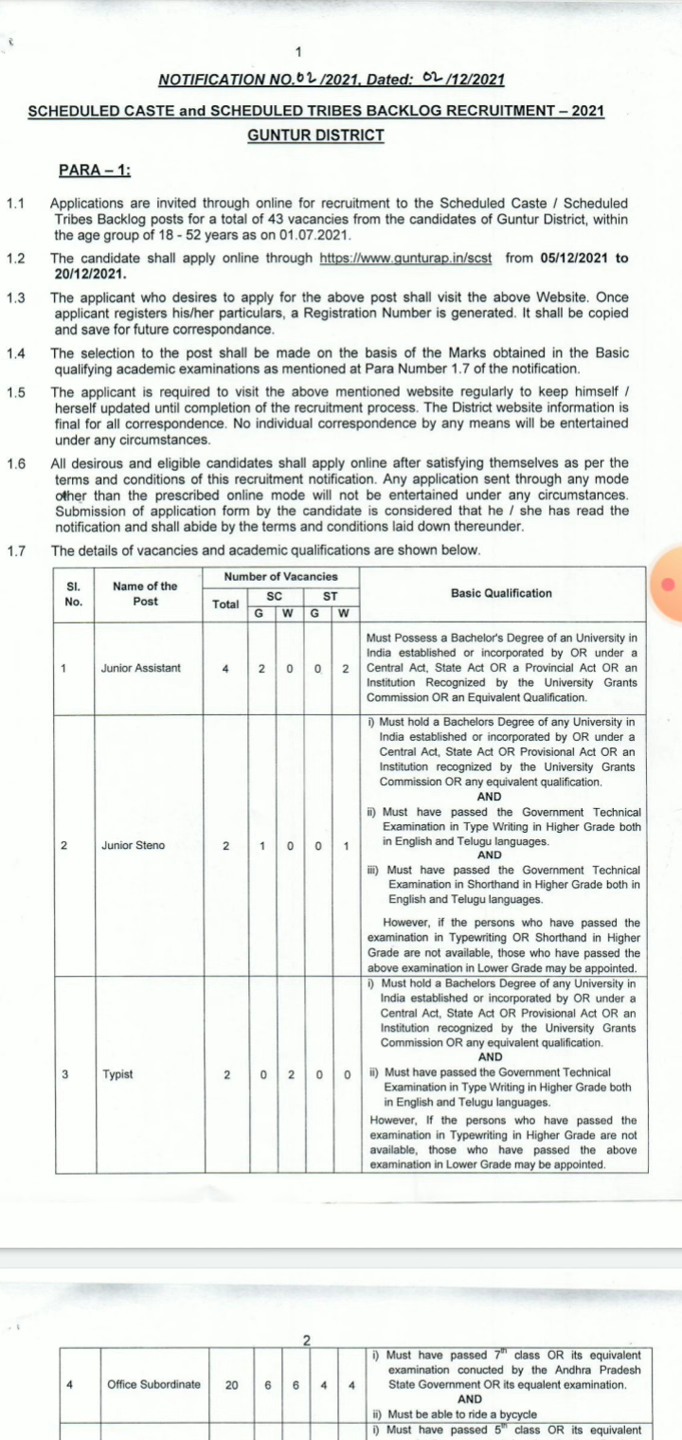 1
NOTIFICATION NO.02/2021, Dated: 02/12/2021
SCHEDULED CASTE and SCHEDULED TRIBES BACKLOG RECRUITMENT – 2021
GUNTUR DISTRICT
PARA – 1:
1.1 Applications are invited through online for recruitment to the Scheduled Caste / Scheduled
Tribes Backlog posts for a total of 43 vacancies from the candidates of Guntur District, within
the age group of 18 - 52 years as on 01.07.2021.
1.2 The candidate shall apply online through https://www.gunturap.in/scst from 05/12/2021 to
20/12/2021.
1.3 The applicant who desires to apply for the above post shall visit the above Website. Once
applicant registers his/her particulars, a Registration Number is generated. It shall be copied
and save for future correspondance.
1.4 The selection to the post shall be made on the basis of the Marks obtained in the Basic
qualifying academic examinations as mentioned at Para Number 1.7 of the notification.
1.5 The applicant is required to visit the above mentioned website regularly to keep himself /
herself updated until completion of the recruitment process. The District website information is
final for all correspondence. No individual correspondence by any means will be entertained
under any circumstances.
1.6 All desirous and eligible candidates shall apply online after satisfying themselves as per the
terms and conditions of this recruitment notification. Any application sent through any mode
other than the prescribed online mode will not be entertained under any circumstances.
Submission of application form by the candidate is considered that he / she has read the
notification and shall abide by the terms and conditions laid down thereunder.
1.7 The details of vacancies and academic qualifications are shown below.
Sl. No. Name of the Post Number of Vacancies Basic Qualification
Total SC ST
G W G W
1 Junior Assistant 4 2 0 0 2
Must Possess a Bachelor's Degree of an University in
India established or incorporated by OR under a
Central Act, State Act OR a Provincial Act OR an
Institution Recognized by the University Grants
Commission OR an Equivalent Qualification.
2 Junior Steno 2 1 0 0 1
i) Must hold a Bachelors Degree of any University in
India established or incorporated by OR under a
Central Act, State Act OR Provisional Act OR an
Institution recognized by the University Grants
Commission OR any equivalent qualification.
AND
ii) Must have passed the Government Technical
Examination in Type Writing in Higher Grade both
in English and Telugu languages.
AND
iii) Must have passed the Government Technical
Examination in Shorthand in Higher Grade both in
English and Telugu languages.
However, if the persons who have passed the
examination in Typewriting OR Shorthand in Higher
Grade are not available, those who have passed the
above examination in Lower Grade may be appointed.
3 Typist 2 0 2 0 0
i) Must hold a Bachelors Degree of any University in
India established or incorporated by OR under a
Central Act, State Act OR Provisional Act OR an
Institution recognized by the University Grants
Commission OR any equivalent qualification.
AND
ii) Must have passed the Government Technical
Examination in Type Writing in Higher Grade both
in English and Telugu languages.
However, If the persons who have passed the
examination in Typewriting in Higher Grade are not
available, those who have passed the above
examination in Lower Grade may be appointed.
2
4 Office Subordinate 20 6 6 4 4
i) Must have passed 7th class OR its equivalent
examination conucted by the Andhra Pradesh
State Government OR its equalent examination.
AND
ii) Must be able to ride a bycycle
i) Must have passed 5th class OR its equivalent